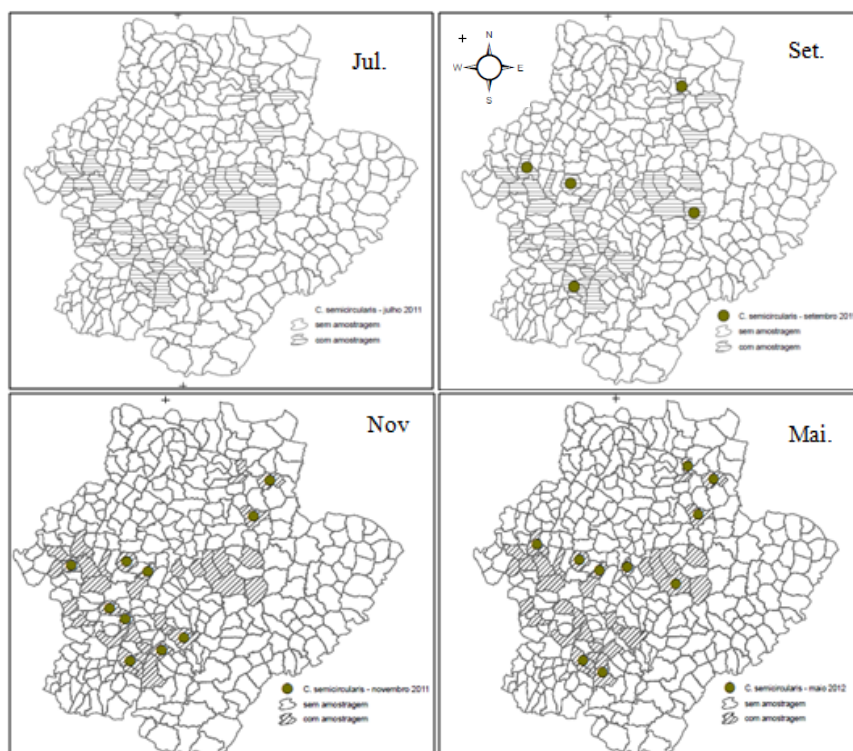 Jul.
C. semicircularis - julho 2011
sem amostragem
com amostragem
N
W
E
S
Set.
C. semicircularis - setembro 2011
sem amostragem
com amostragem
Nov
C. semicircularis - novembro 2011
sem amostragem
com amostragem
Mai.
C. semicircularis - maio 2012
sem amostragem
com amostragem